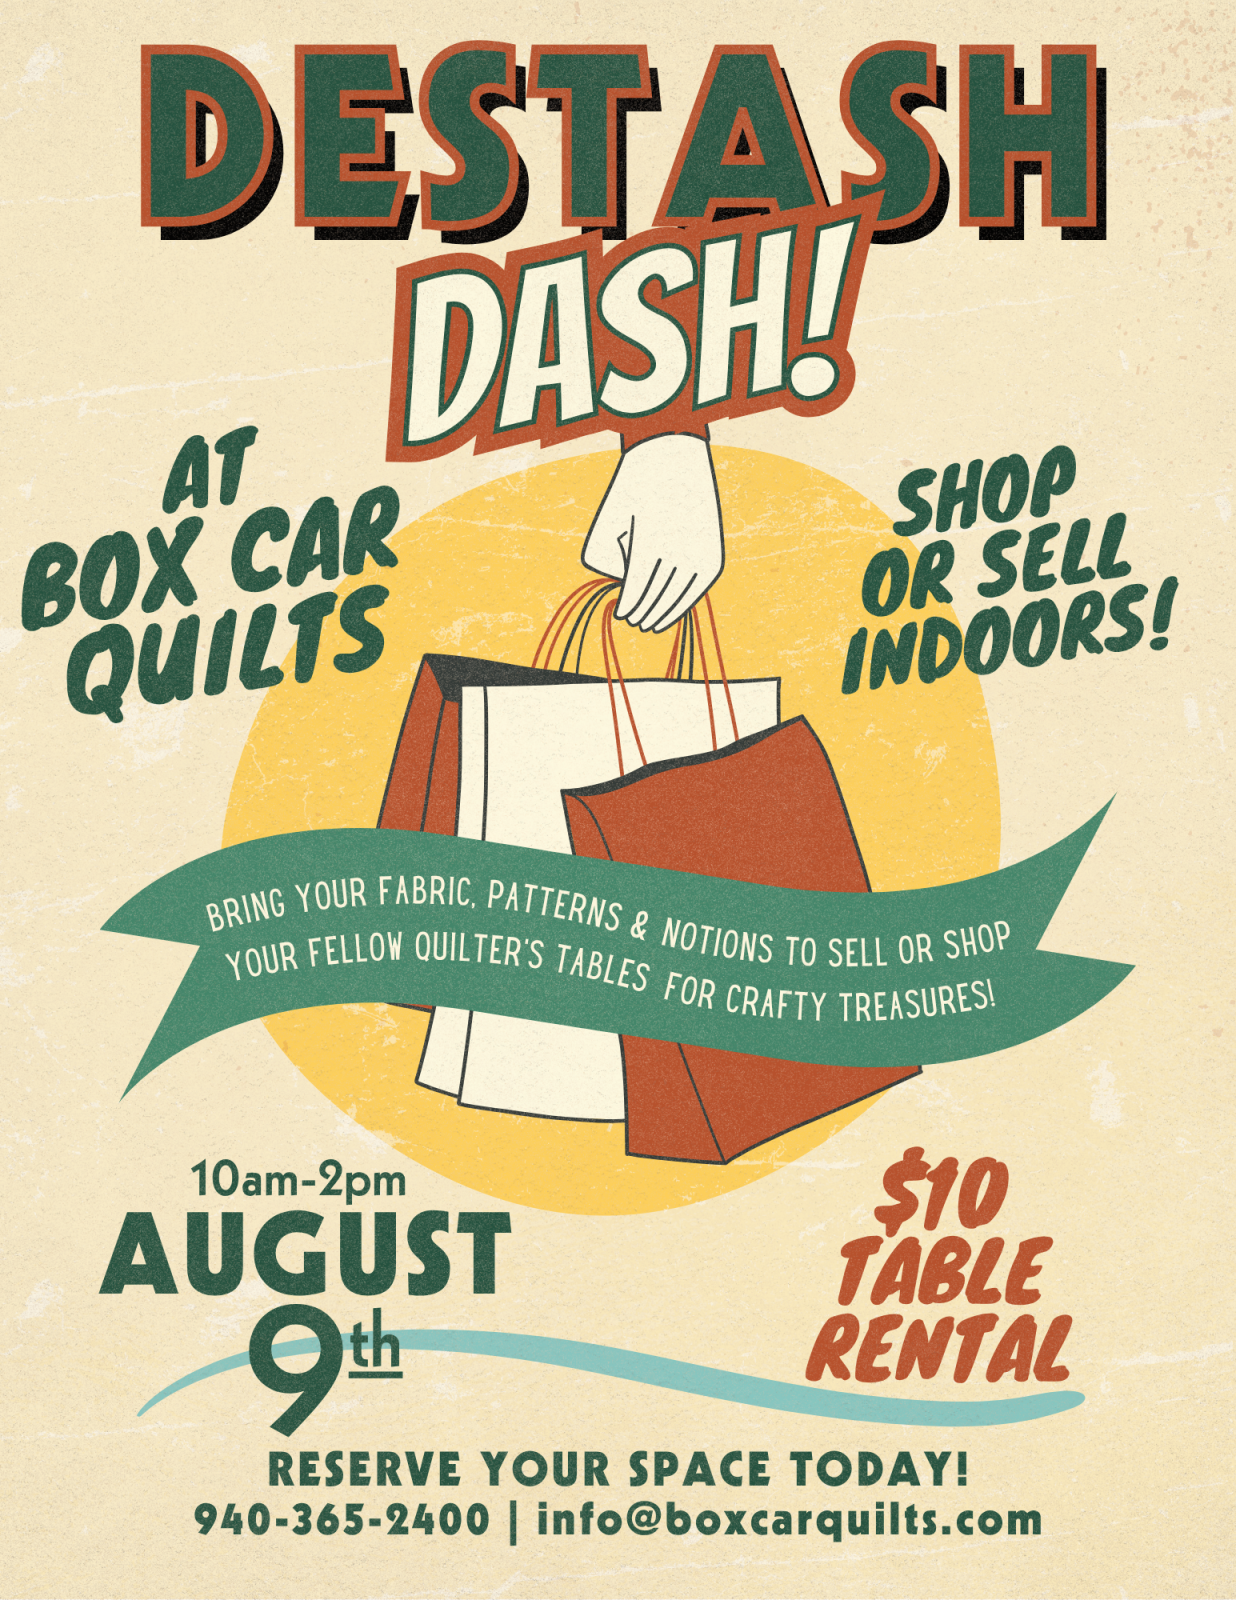 DESTASH
DASH!
AT
BOX CAR
QUILTS
SHOP
OR SELL
INDOORS!
BRING YOUR FABRIC, PATTERNS & NOTIONS TO SELL OR SHOP
YOUR FELLOW QUILTER'S TABLES FOR CRAFTY TREASURES!
10am-2pm
AUGUST
9th
$10
TABLE
RENTAL
RESERVE YOUR SPACE TODAY!
940-365-2400 | info@boxcarquilts.com